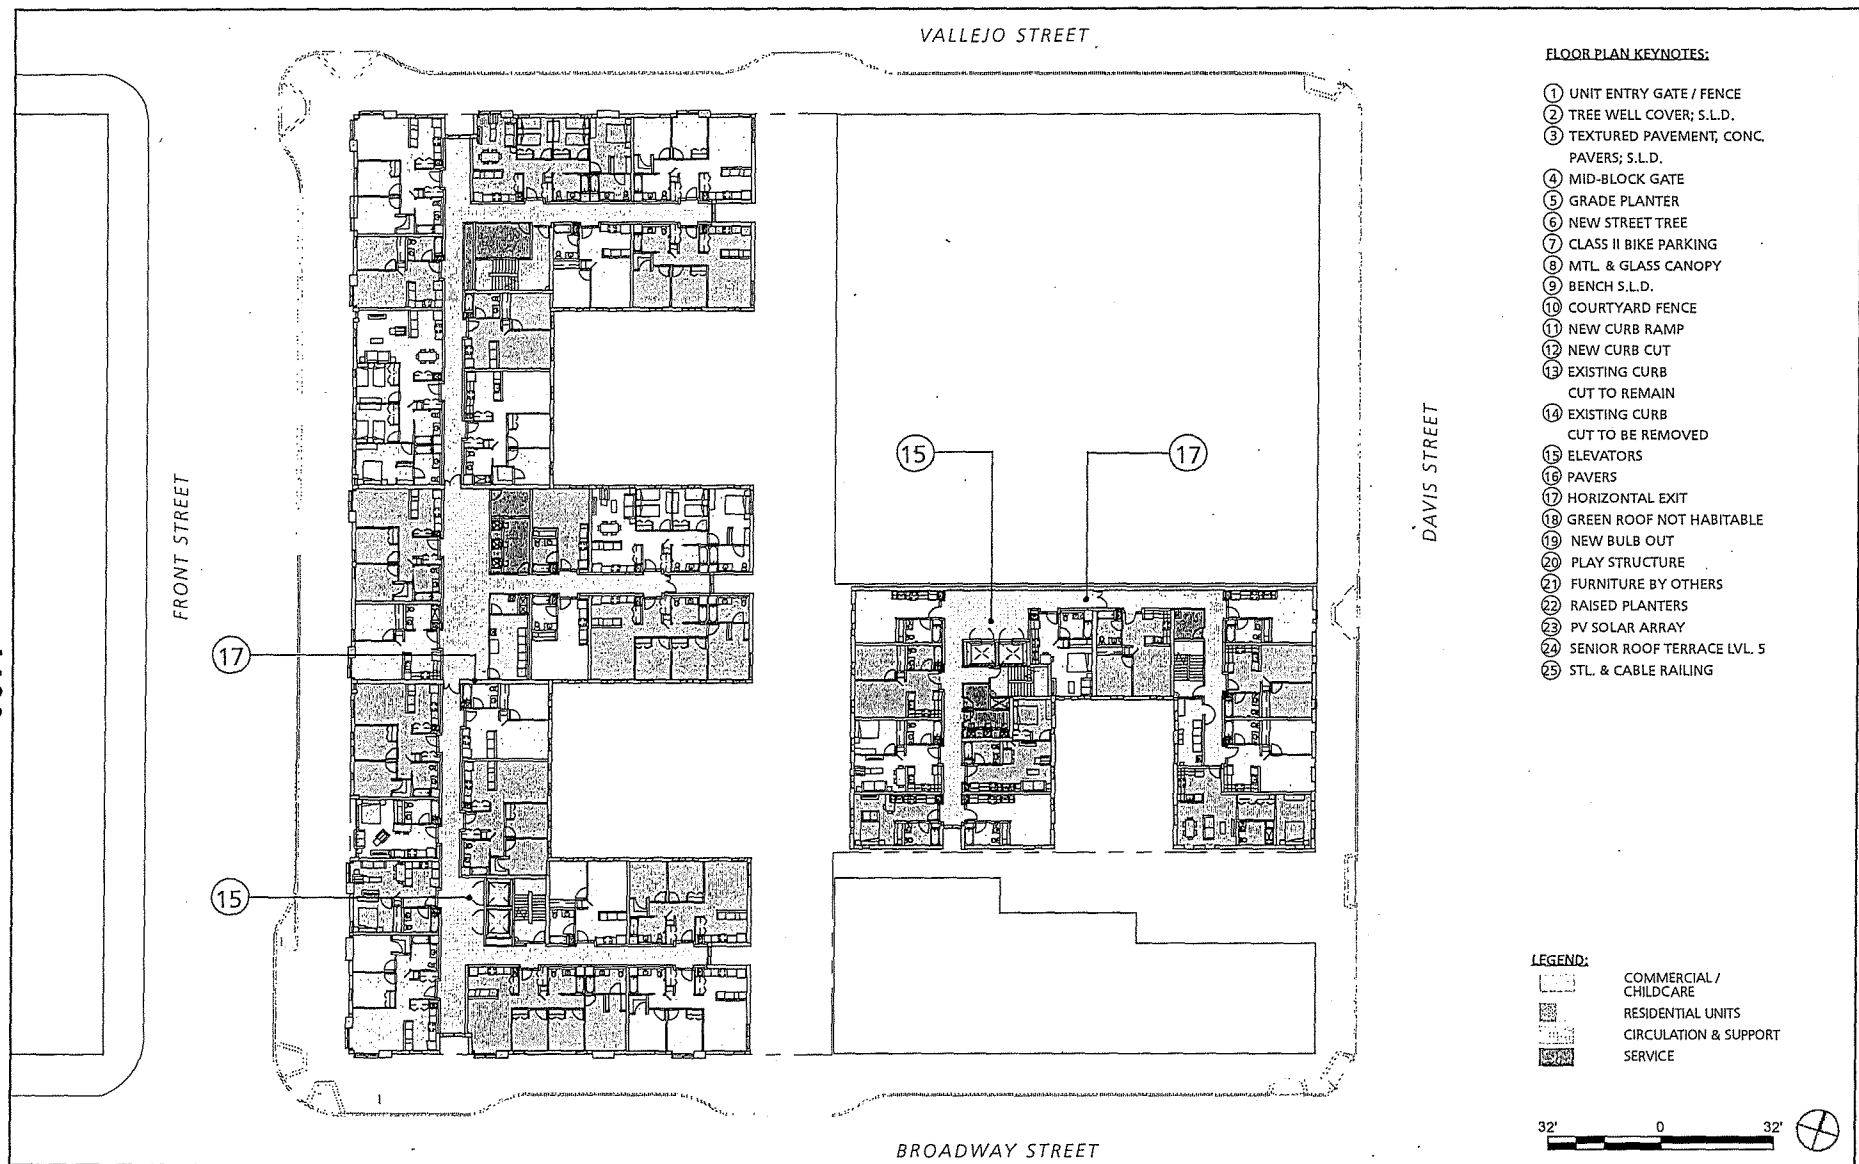 VALLEJO STREET
FLOOR PLAN KEYNOTES:
1 UNIT ENTRY GATE / FENCE
2 TREE WELL COVER; S.L.D.
3 TEXTURED PAVEMENT, CONC.
PAVERS; S.L.D.
4 MID-BLOCK GATE
5 GRADE PLANTER
6 NEW STREET TREE
7 CLASS II BIKE PARKING
8 MTL. & GLASS CANOPY
9 BENCH S.L.D.
10 COURTYARD FENCE
11 NEW CURB RAMP
12 NEW CURB CUT
13 EXISTING CURB
CUT TO REMAIN
14 EXISTING CURB
CUT TO BE REMOVED
15 ELEVATORS
16 PAVERS
17 HORIZONTAL EXIT
18 GREEN ROOF NOT HABITABLE
19 NEW BULB OUT
20 PLAY STRUCTURE
21 FURNITURE BY OTHERS
22 RAISED PLANTERS
23 PV SOLAR ARRAY
24 SENIOR ROOF TERRACE LVL. 5
25 STL. & CABLE RAILING
15
17
FRONT STREET
DAVIS STREET
17
15
LEGEND:
COMMERCIAL /
CHILDCARE
RESIDENTIAL UNITS
CIRCULATION & SUPPORT
SERVICE
32' 0 32'
BROADWAY STREET